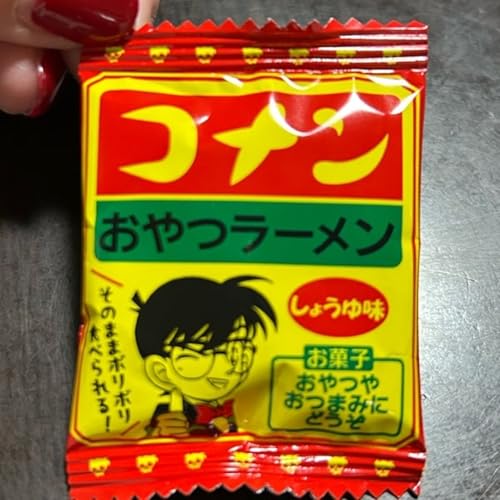 コナン
おやつラーメン
しょうゆ味
そのままポリポリ
食べられる!
お菓子
おやつや
おつまみに
どうぞ